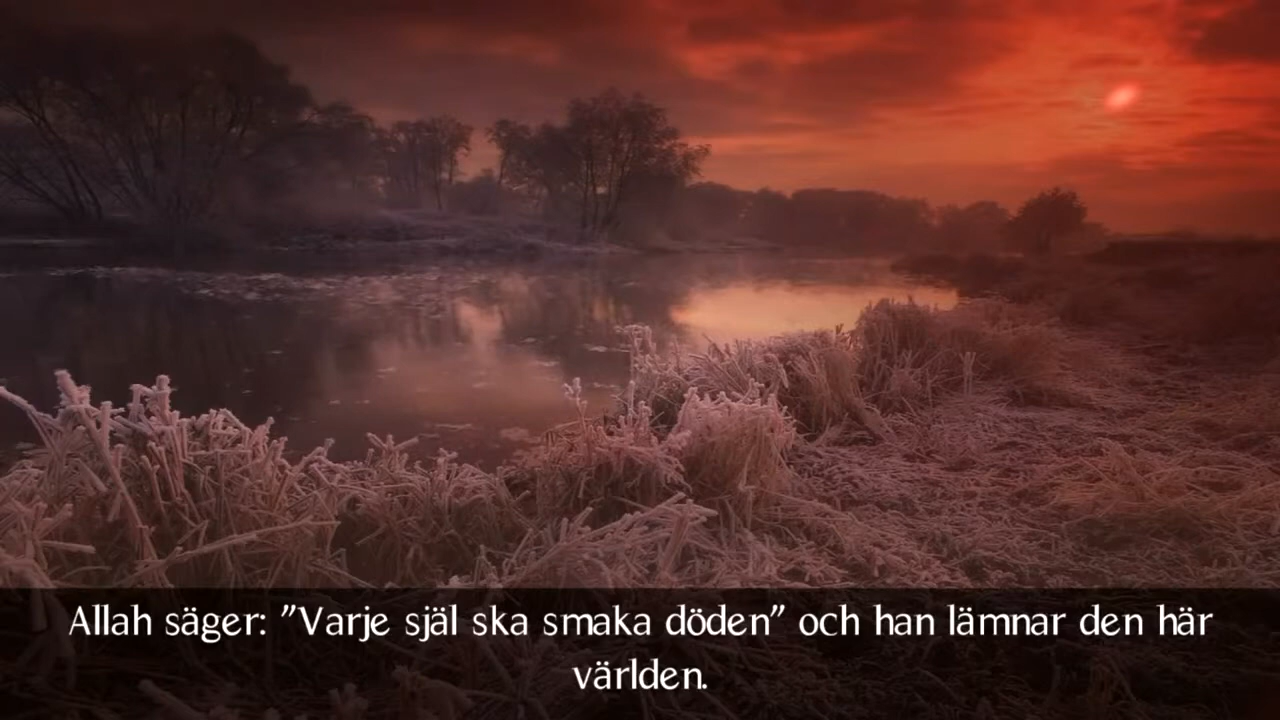 Allah säger: ”Varje själ ska smaka döden” och han lämnar den här
världen.